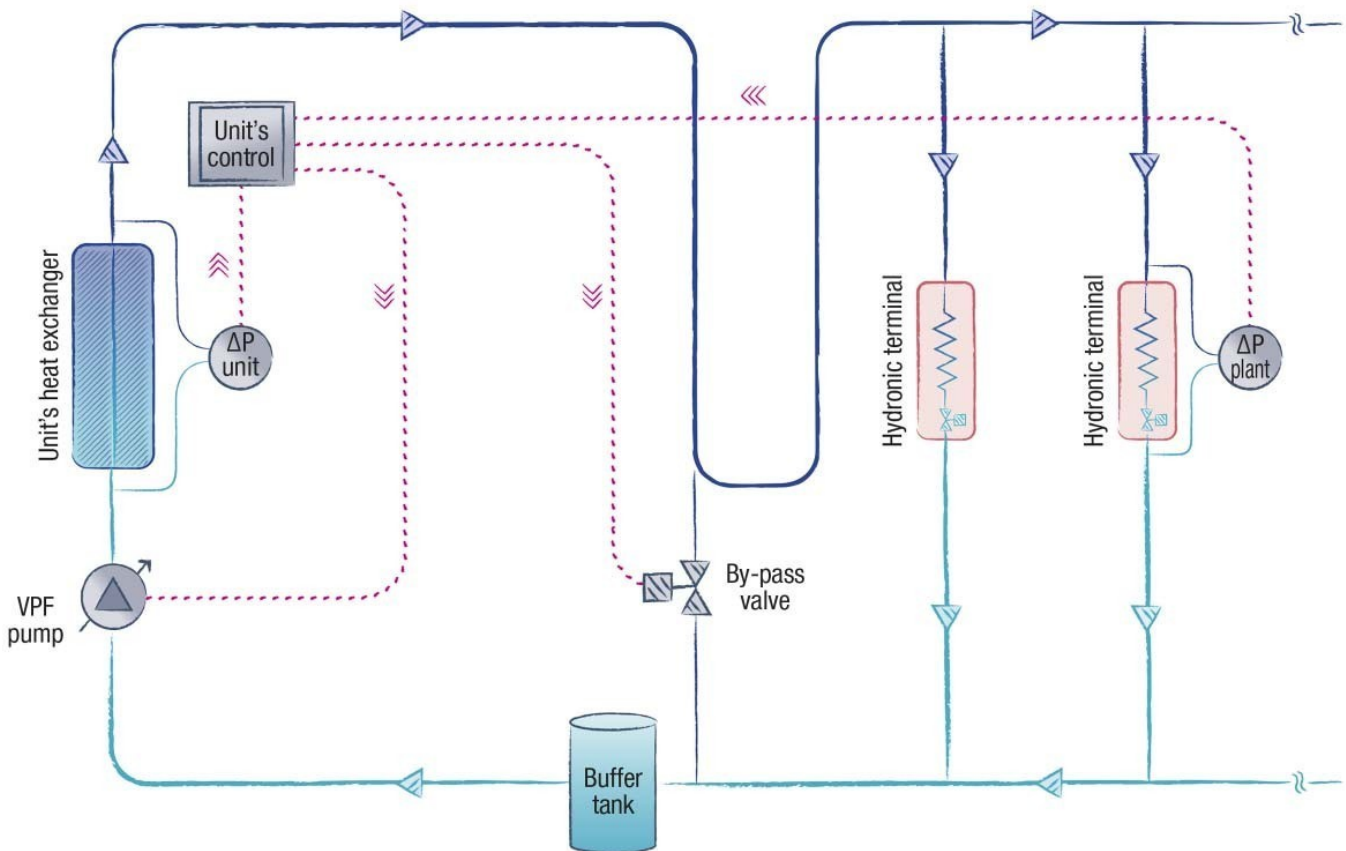 Unit's
control
Unit's heat exchanger
ΔP
unit
VPF
pump
By-pass
valve
Buffer
tank
Hydronic terminal
Hydronic terminal
ΔP
plant